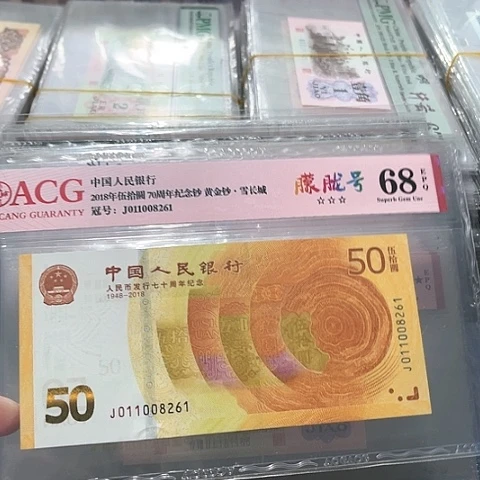 ACG
CANG GUARANTY
中国人民银行
2018年伍拾圆 70周年纪念钞 黄金钞·雪长城
冠号: J011008261
朦胧号
☆☆☆
68
EPQ
Superb Gem Unc
中国人民银行
人民币发行七十周年纪念
1948-2018
50
伍拾圆
J011008261
50
50
J011008261